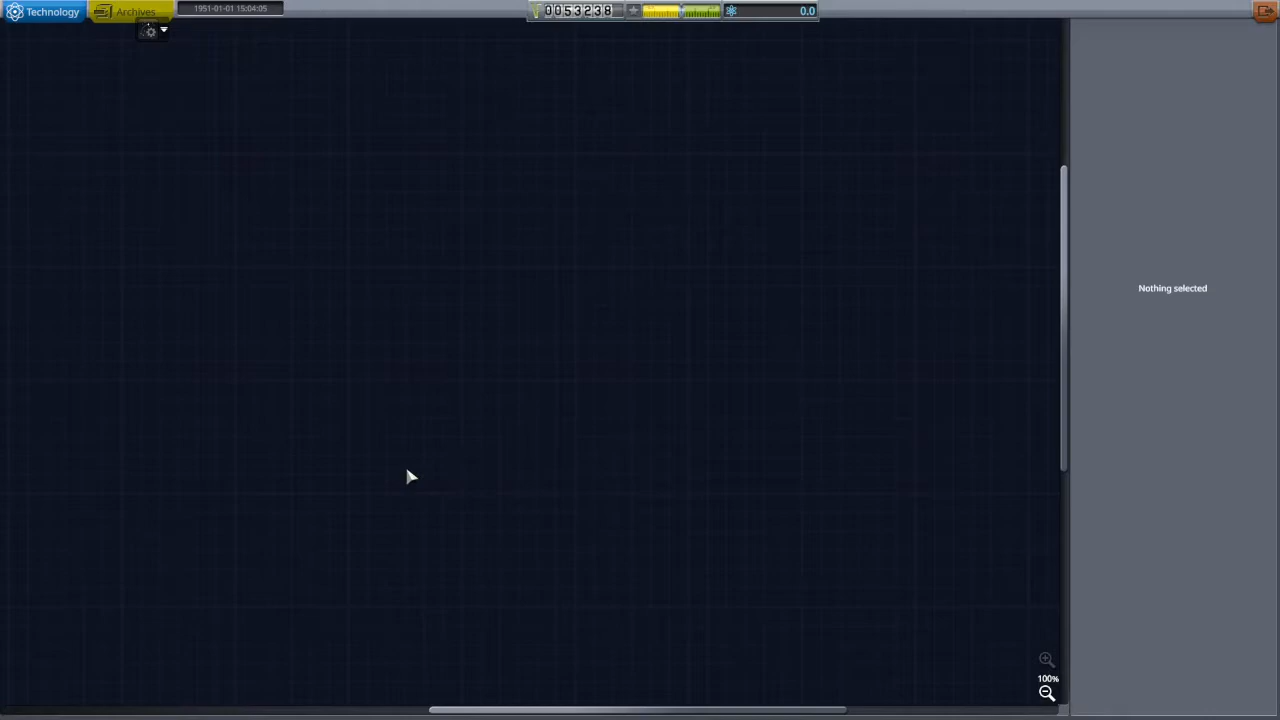 Technology
Archives
1951-01-01 15:04:05
0053238
0.0
Nothing selected
100%